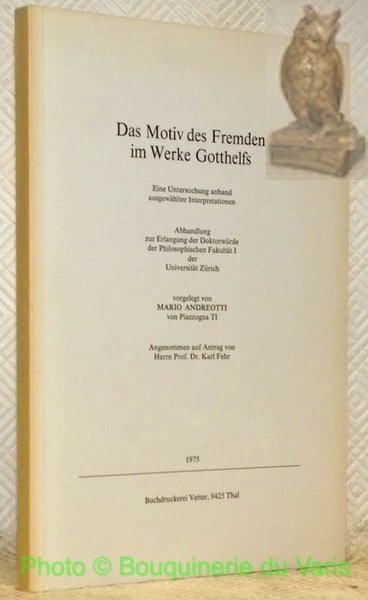 Das Motiv des Fremden
im Werke Gotthelfs
Eine Untersuchung anhand
ausgewählter Interpretationen
Abhandlung
zur Erlangung der Doktorwürde
der Philosophischen Fakultät I
der
Universität Zürich
vorgelegt von
MARIO ANDREOTTI
von Piazzogna TI
Angenommen auf Antrag von
Herrn Prof. Dr. Karl Fehr
1975
Buchdruckerei Vetter, 9425 Thal
Photo © Bouquinerie du Varis